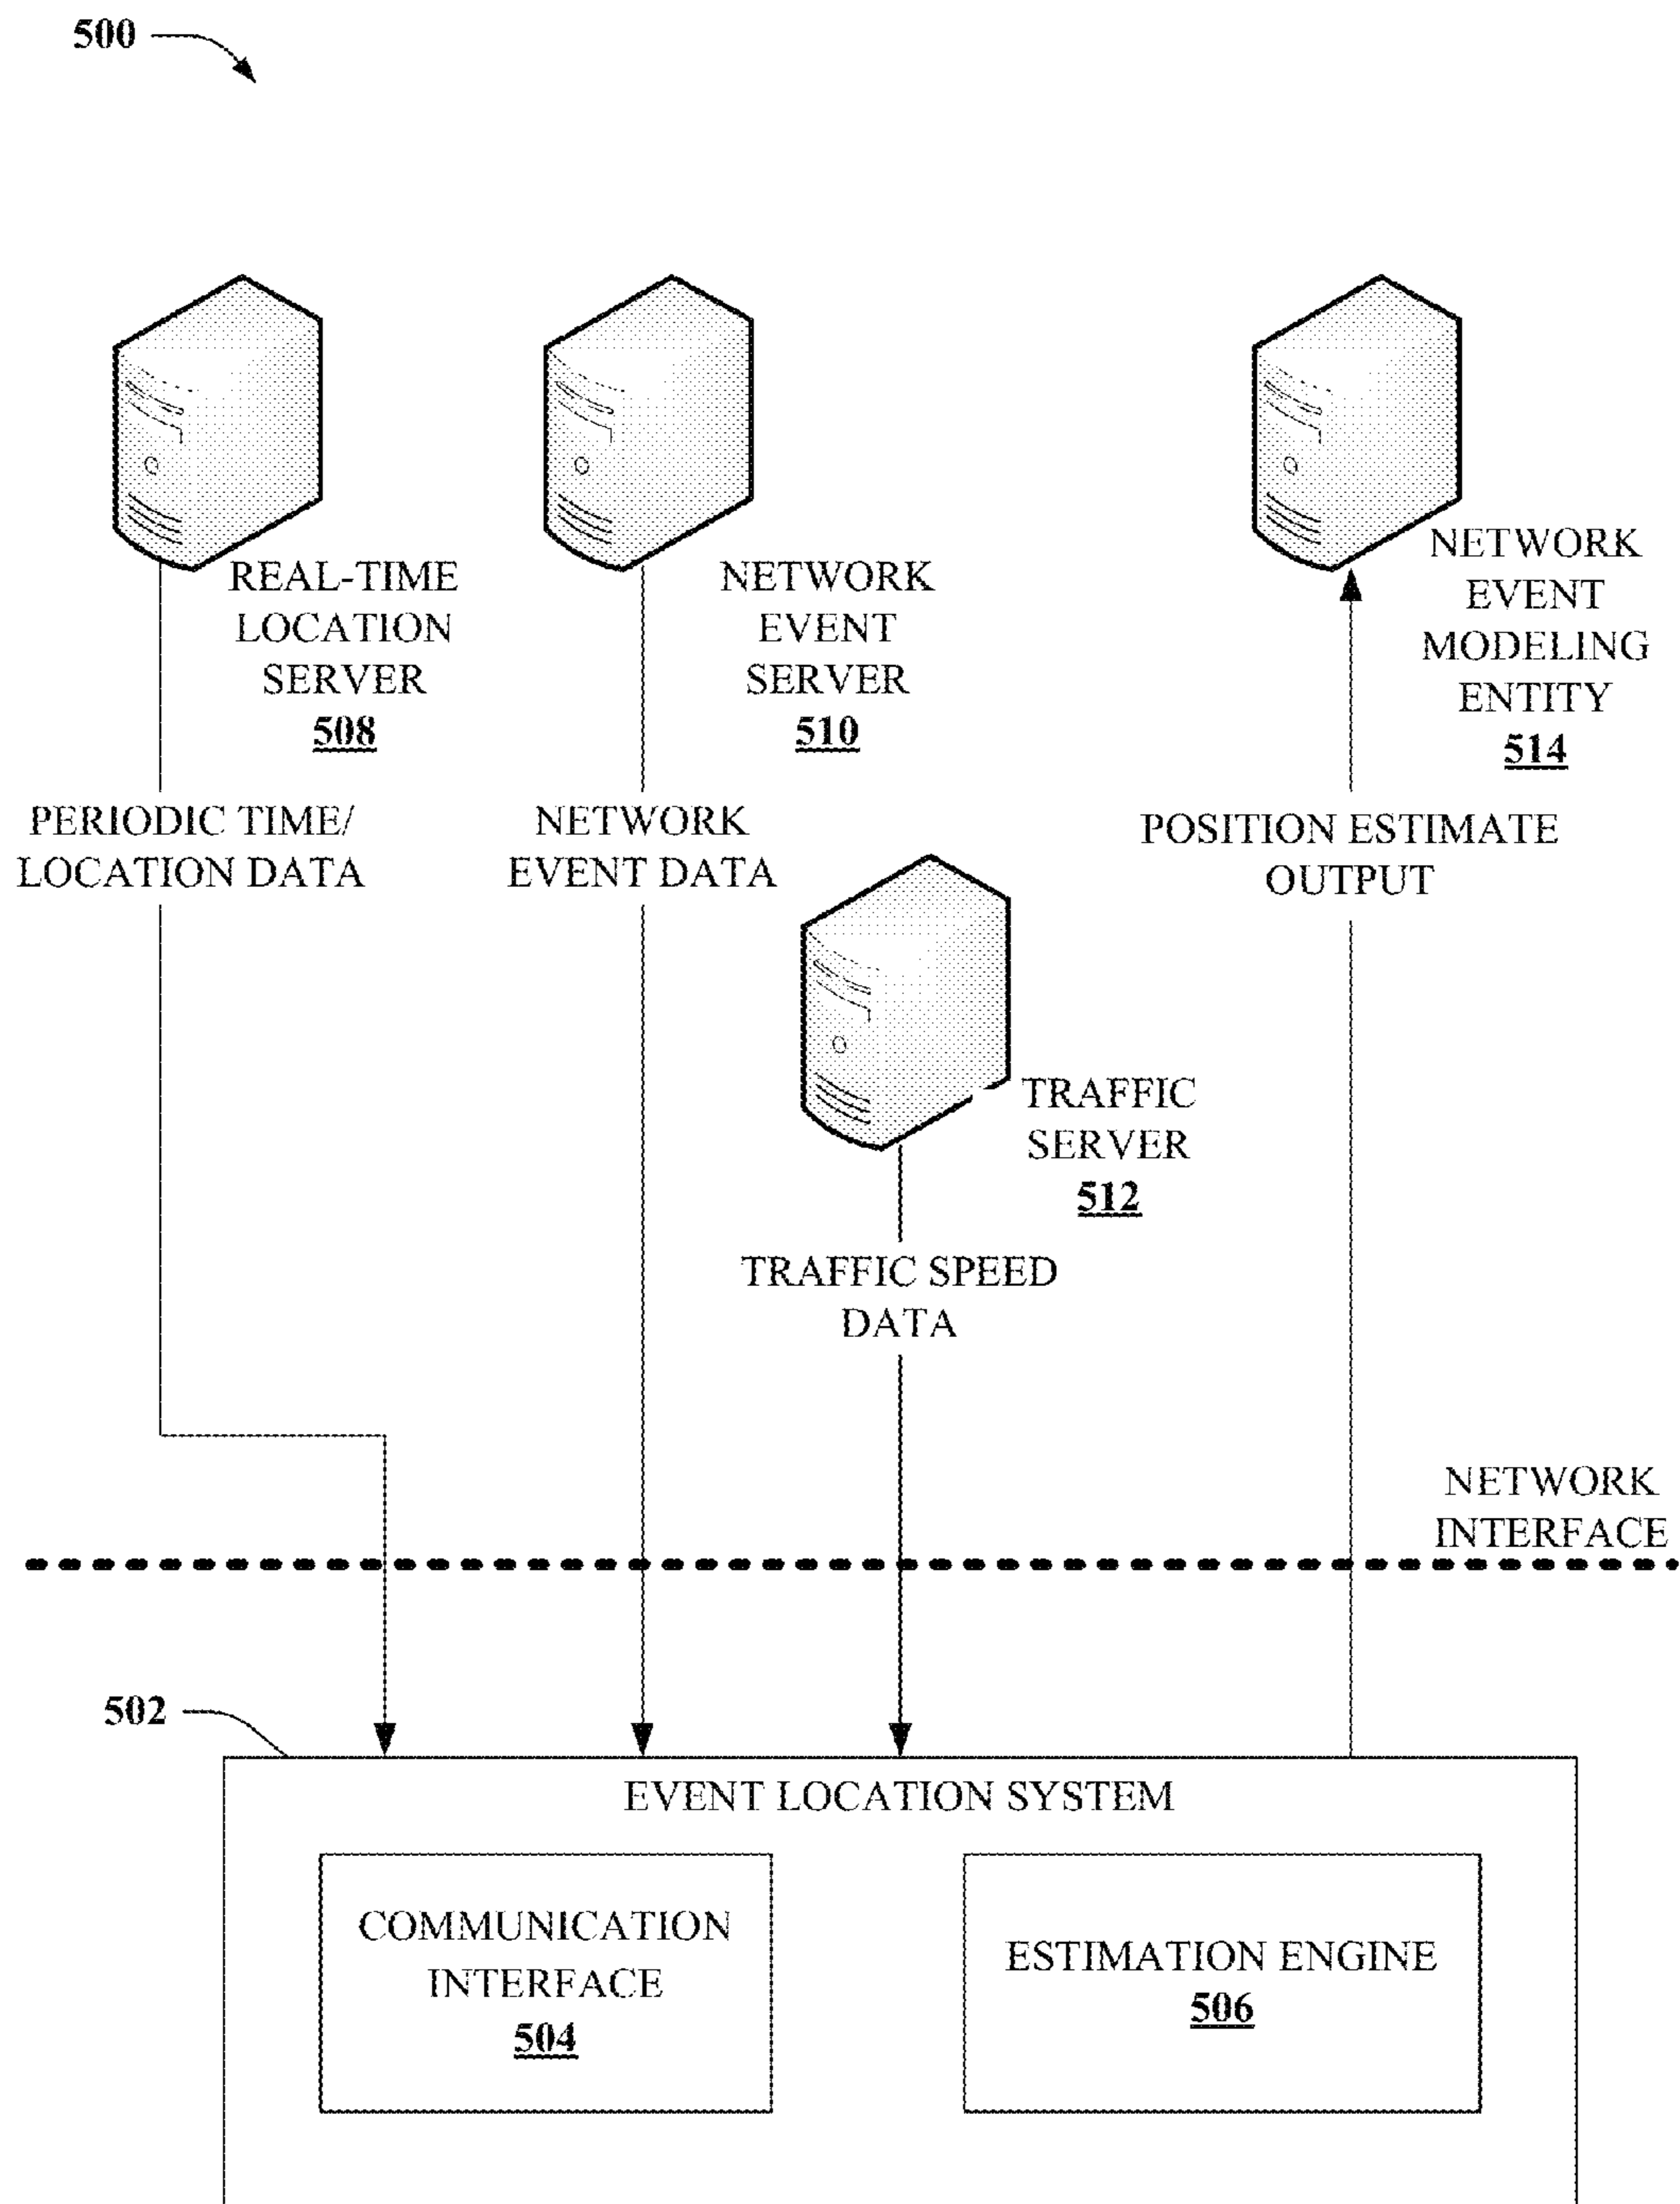 500
REAL-TIME
LOCATION
SERVER
508
NETWORK
EVENT
SERVER
510
NETWORK
EVENT
MODELING
ENTITY
514
PERIODIC TIME/
LOCATION DATA
NETWORK
EVENT DATA
POSITION ESTIMATE
OUTPUT
TRAFFIC
SERVER
512
TRAFFIC SPEED
DATA
NETWORK
INTERFACE
502
EVENT LOCATION SYSTEM
COMMUNICATION
INTERFACE
504
ESTIMATION ENGINE
506